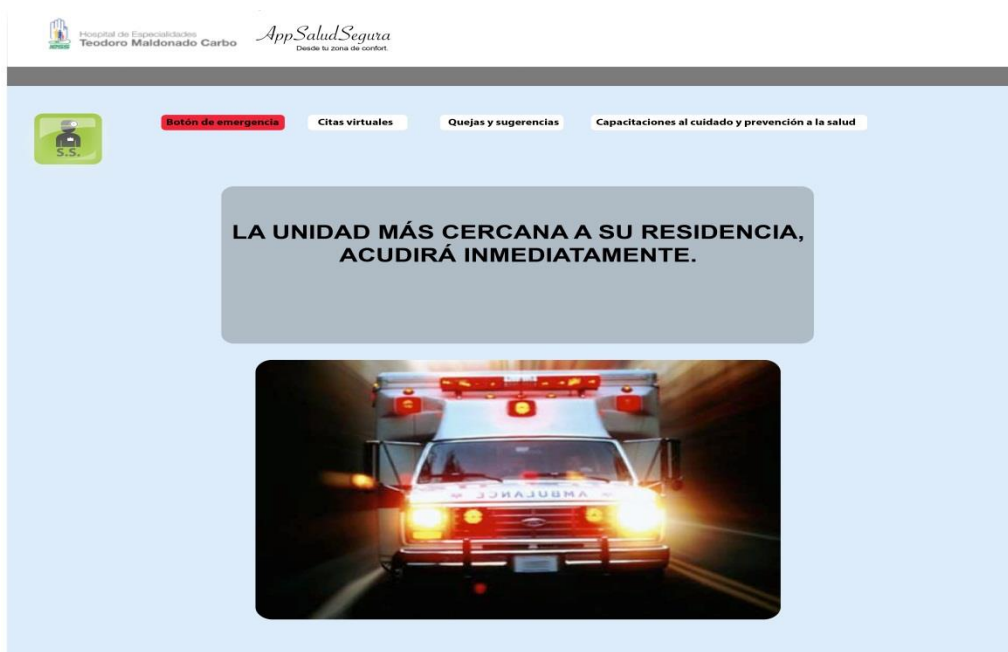 Hospital de Especialidades
Teodoro Maldonado Carbo
IESS
AppSaludSegura
Desde tu zona de confort.
S.S.
Botón de emergencia
Citas virtuales
Quejas y sugerencias
Capacitaciones al cuidado y prevención a la salud
LA UNIDAD MÁS CERCANA A SU RESIDENCIA,
ACUDIRÁ INMEDIATAMENTE.
AMBULANCE